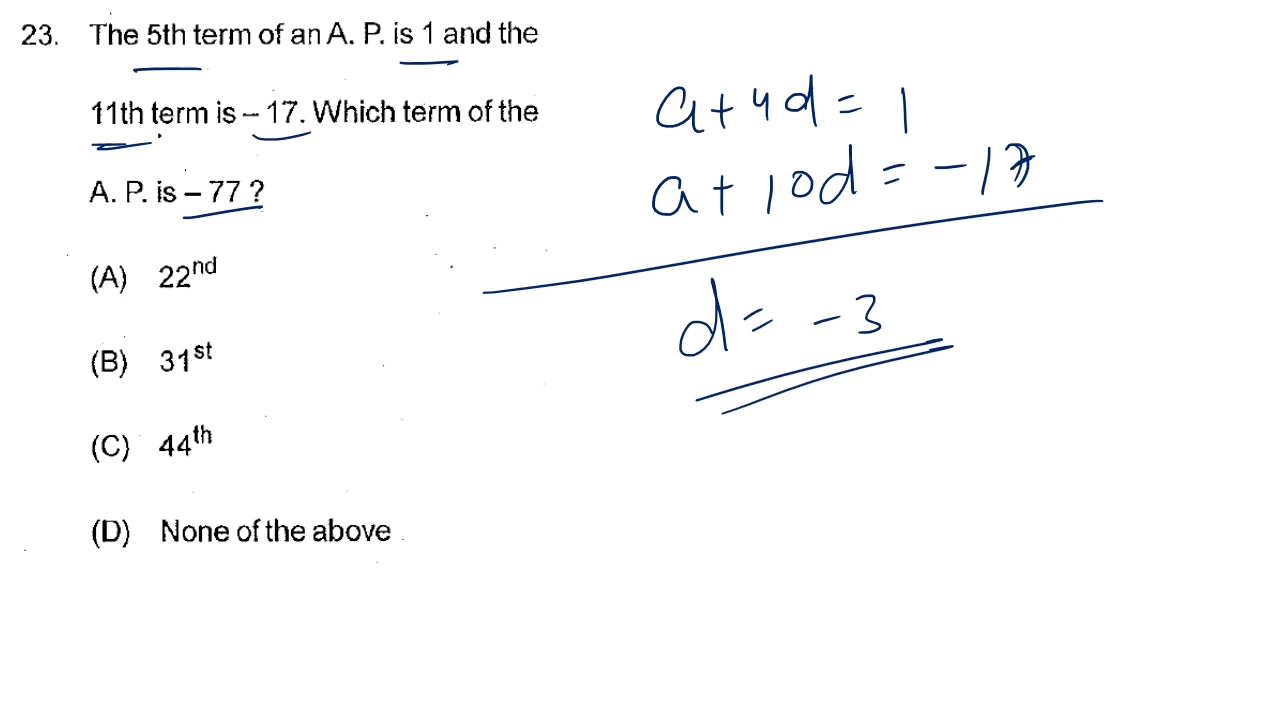 23. The 5th term of an A. P. is 1 and the
11th term is – 17. Which term of the
A. P. is – 77 ?
(A) 22nd
(B) 31st
(C) 44th
(D) None of the above
a + 4d = 1
a + 10d = -17
d = -3